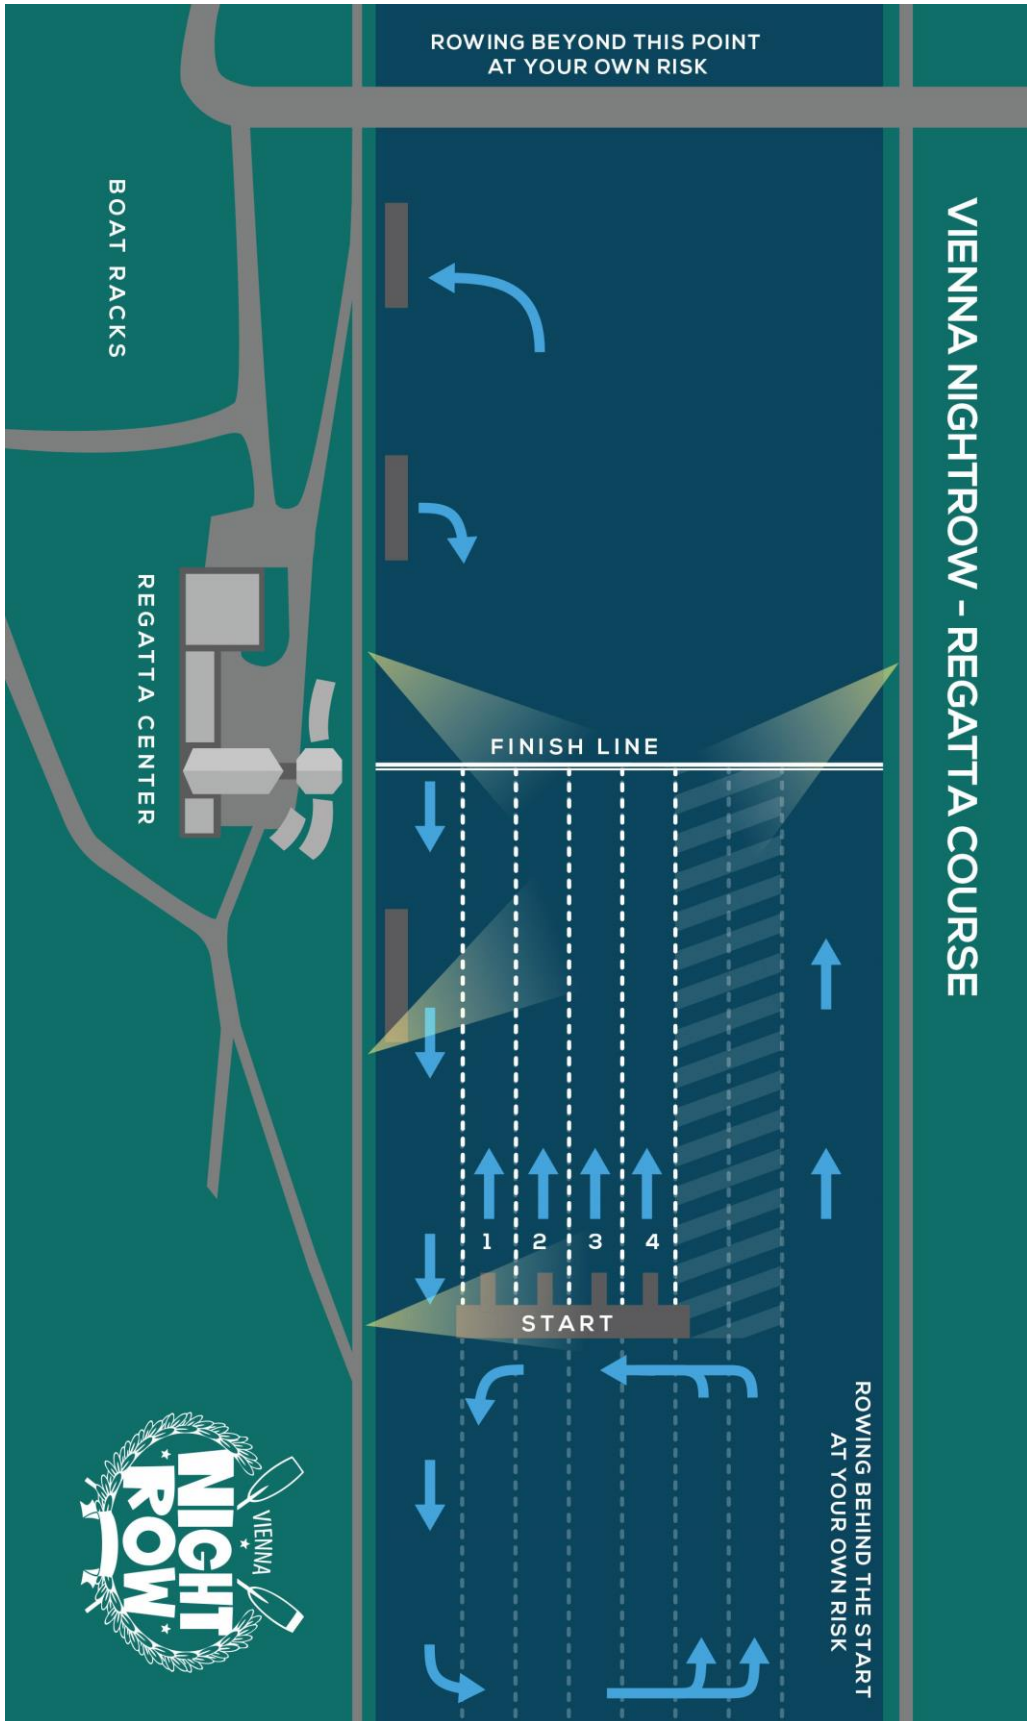 ROWING BEYOND THIS POINT
AT YOUR OWN RISK
VIENNA NIGHTROW - REGATTA COURSE
BOAT RACKS
REGATTA CENTER
FINISH LINE
1 2 3 4
START
ROWING BEHIND THE START
AT YOUR OWN RISK
VIENNA
NIGHT
ROW